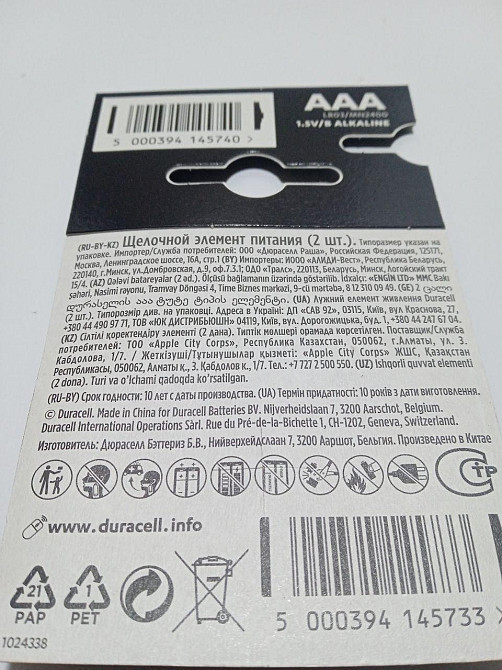 AAA
LR03/MN2400
1.5V/B ALKALINE
5 000394 145740 >
(RU-BY-KZ) Щелочной элемент питания (2 шт.). Типоразмер указан на
упаковке. Импортер/Служба потребителей: ООО «Дюраселл Раша», Российская Федерация, 125171,
Москва, Ленинградское шоссе, 16А, стр.1 (BY) Импортеры: ИООО «АЛИДИ-Вест», Республика Беларусь,
220140, г.Минск, ул.Домбровская, д.9, оф.7.3.1; ОДО «Тралс», 220113, Беларусь, Минск, Логойский тракт
15/4. (AZ) Qələvi batareyalar (2 əd.). Ölçüsü bağlamanın üzərində göstərilib. İdxalçı: «ENGIN LTD» MMC Bakı
şəhəri, Nəsimi rayonu, Tramvay Döngəsi 4, Time Biznes mərkəzi, 9-cu mərtəbə, 8 12 310 09 49. (GE) 2 ცალი
დურასელის ააა ტუტე ტიპის ელემენტი. (UA) Лужний елемент живлення Duracell
(2 шт.). Типорозмір див. на упаковці. Адреса в Україні: ДП «САВ 92», 03115, Київ, вул Краснова, 27,
+380 44 490 97 71, ТОВ «ЮК ДИСТРИБЬЮШН» 04119, Київ, вул. Дорогожицька, буд. 1, +380 44 247 67 04.
(KZ) Сілтілі қоректендіру элементі (2 дана). Типтік мөлшері орамада көрсетілген. Поставщик/Служба
потребителей: ТОО «Apple City Corps», Республика Казахстан, 050062, г.Алматы, ул. Э.
Кабдолова, 1/7. / Жеткізуші/Тұтынушылар қызметі: «Apple City Corps» ЖШС, Қазақстан
Республикасы, 050062, Алматы қ., З. Қабдолов к., 1/7. Тел.: +7 727 2 500 550. (UZ) Ishqorli quvvat elementi
(2 dona). Turi va o'lchami qadoqda ko'rsatilgan.
(RU-BY) Срок годности: 10 лет с даты производства. (UA) Термін придатності: 10 років з дати виготовлення.
© Duracell. Made in China for Duracell Batteries BV. Nijverheidslaan 7, 3200 Aarschot, Belgium.
Duracell International Operations Sàrl. Rue du Pré-de-la-Bichette 1, CH-1202, Geneva, Switzerland.
Изготовитель: Дюраселл Бэттериз Б.В., Нийверхейдслаан 7, 3200 Ааршот, Бельгия. Произведено в Китае
www.duracell.info
21
PAP
1
PET
5 000394 145733 >
1024338